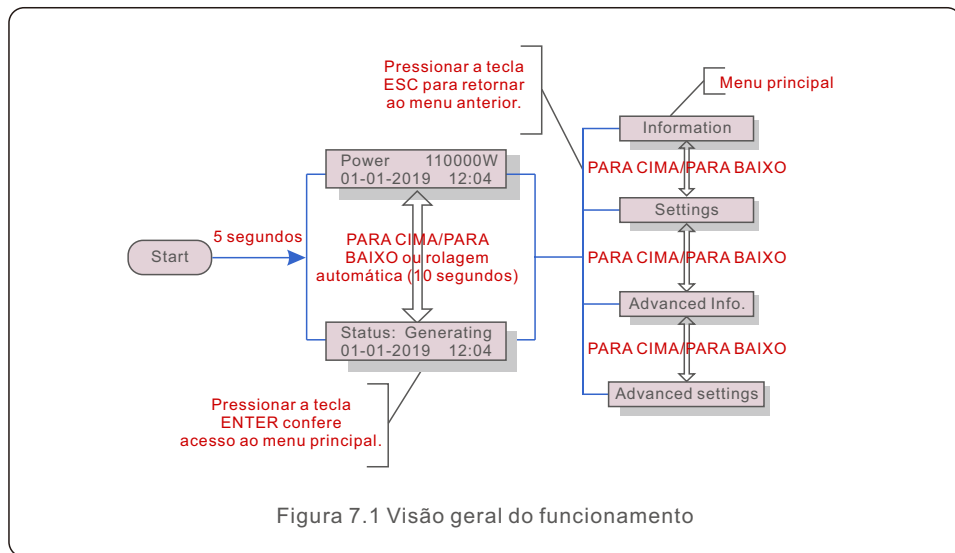 Pressionar a tecla
ESC para retornar
ao menu anterior.
Menu principal
Information
Power 110000W
01-01-2019 12:04
PARA CIMA/PARA BAIXO
Settings
5 segundos
Start
PARA CIMA/PARA
BAIXO ou rolagem
automática (10 segundos)
PARA CIMA/PARA BAIXO
Advanced Info.
Status: Generating
01-01-2019 12:04
PARA CIMA/PARA BAIXO
Advanced settings
Pressionar a tecla
ENTER confere
acesso ao menu principal.
Figura 7.1 Visão geral do funcionamento